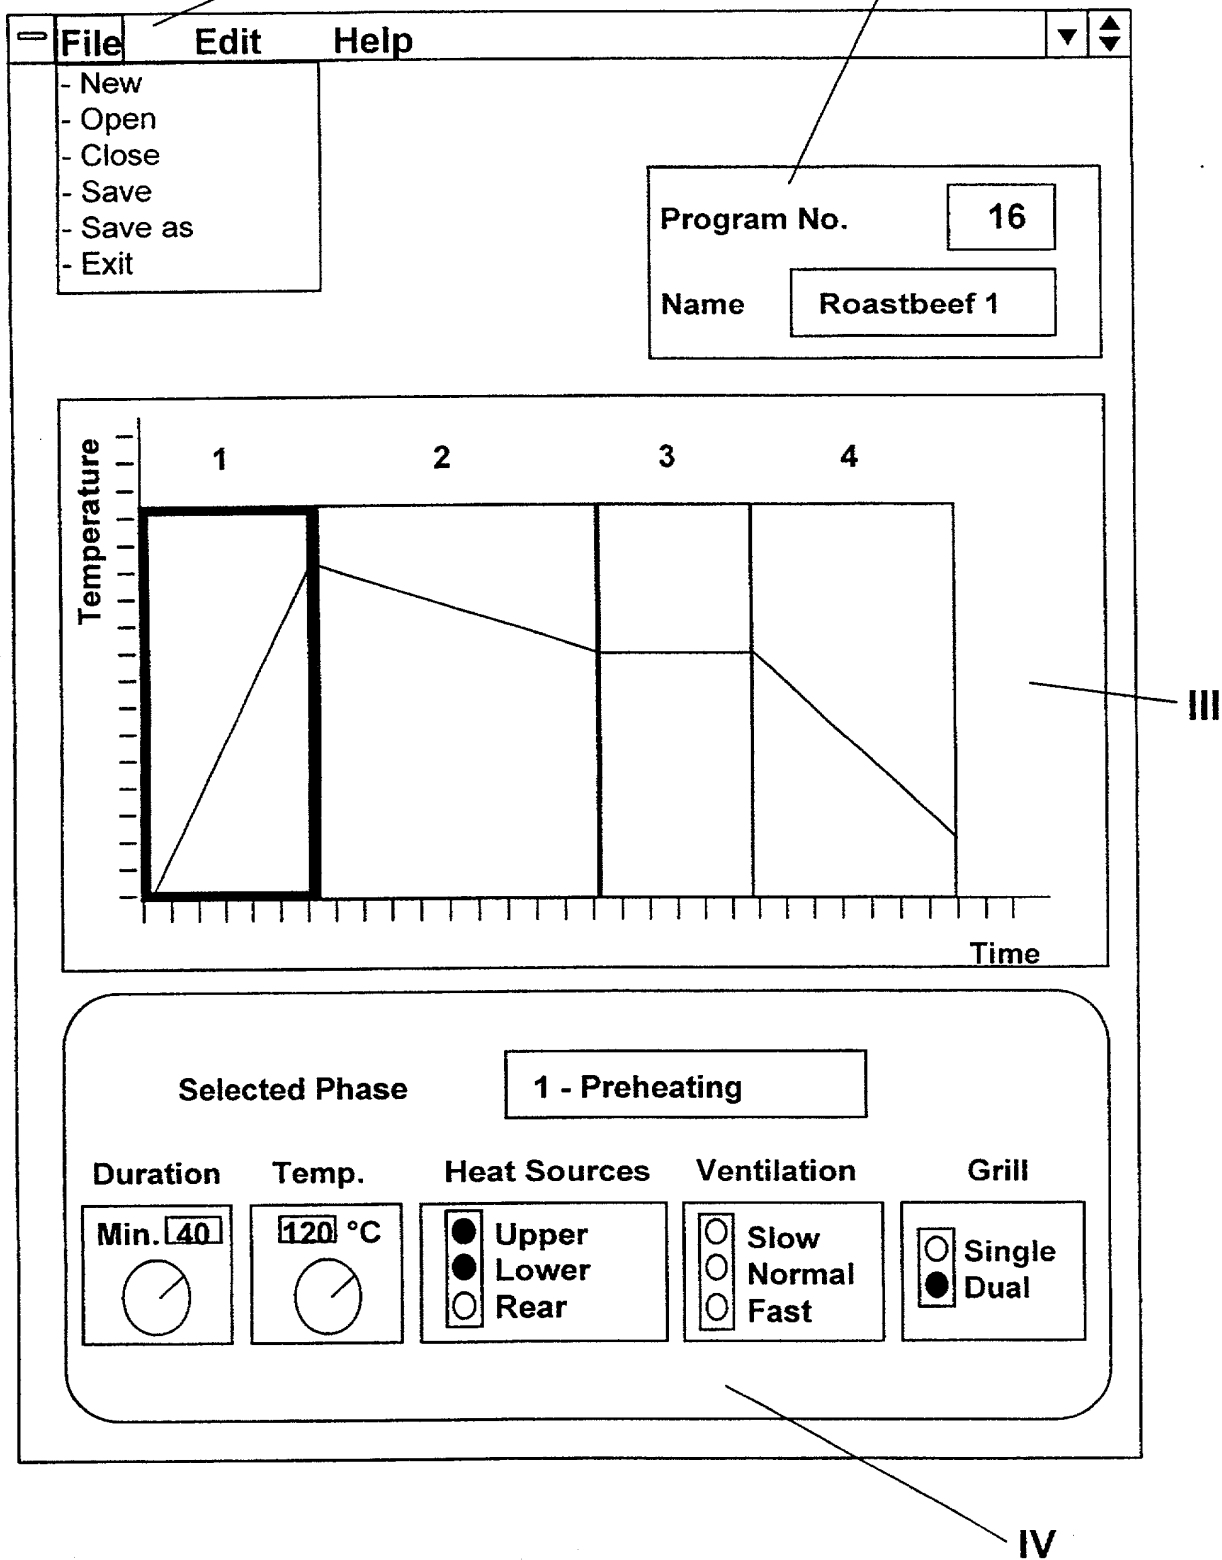 File Edit Help
- New
- Open
- Close
- Save
- Save as
- Exit
Program No. 16
Name Roastbeef 1
Temperature
1 2 3 4
III
Time
Selected Phase 1 - Preheating
Duration Temp. Heat Sources Ventilation Grill
Min. 40 120 °C Upper Slow Single
Lower Normal Dual
Rear Fast
IV